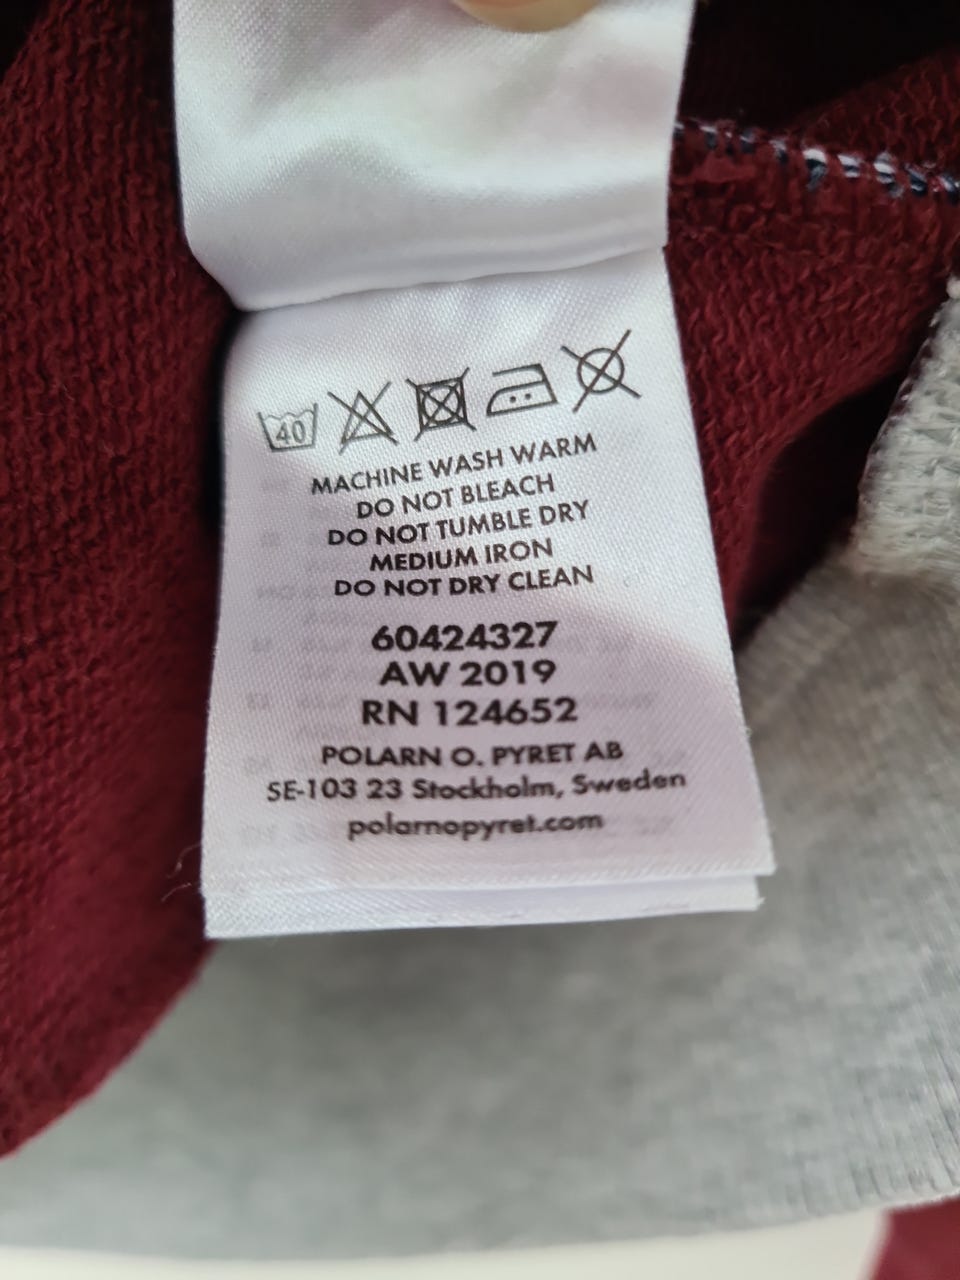 40
MACHINE WASH WARM
DO NOT BLEACH
DO NOT TUMBLE DRY
MEDIUM IRON
DO NOT DRY CLEAN
60424327
AW 2019
RN 124652
POLARN O. PYRET AB
SE-103 23 Stockholm, Sweden
polarnopyret.com